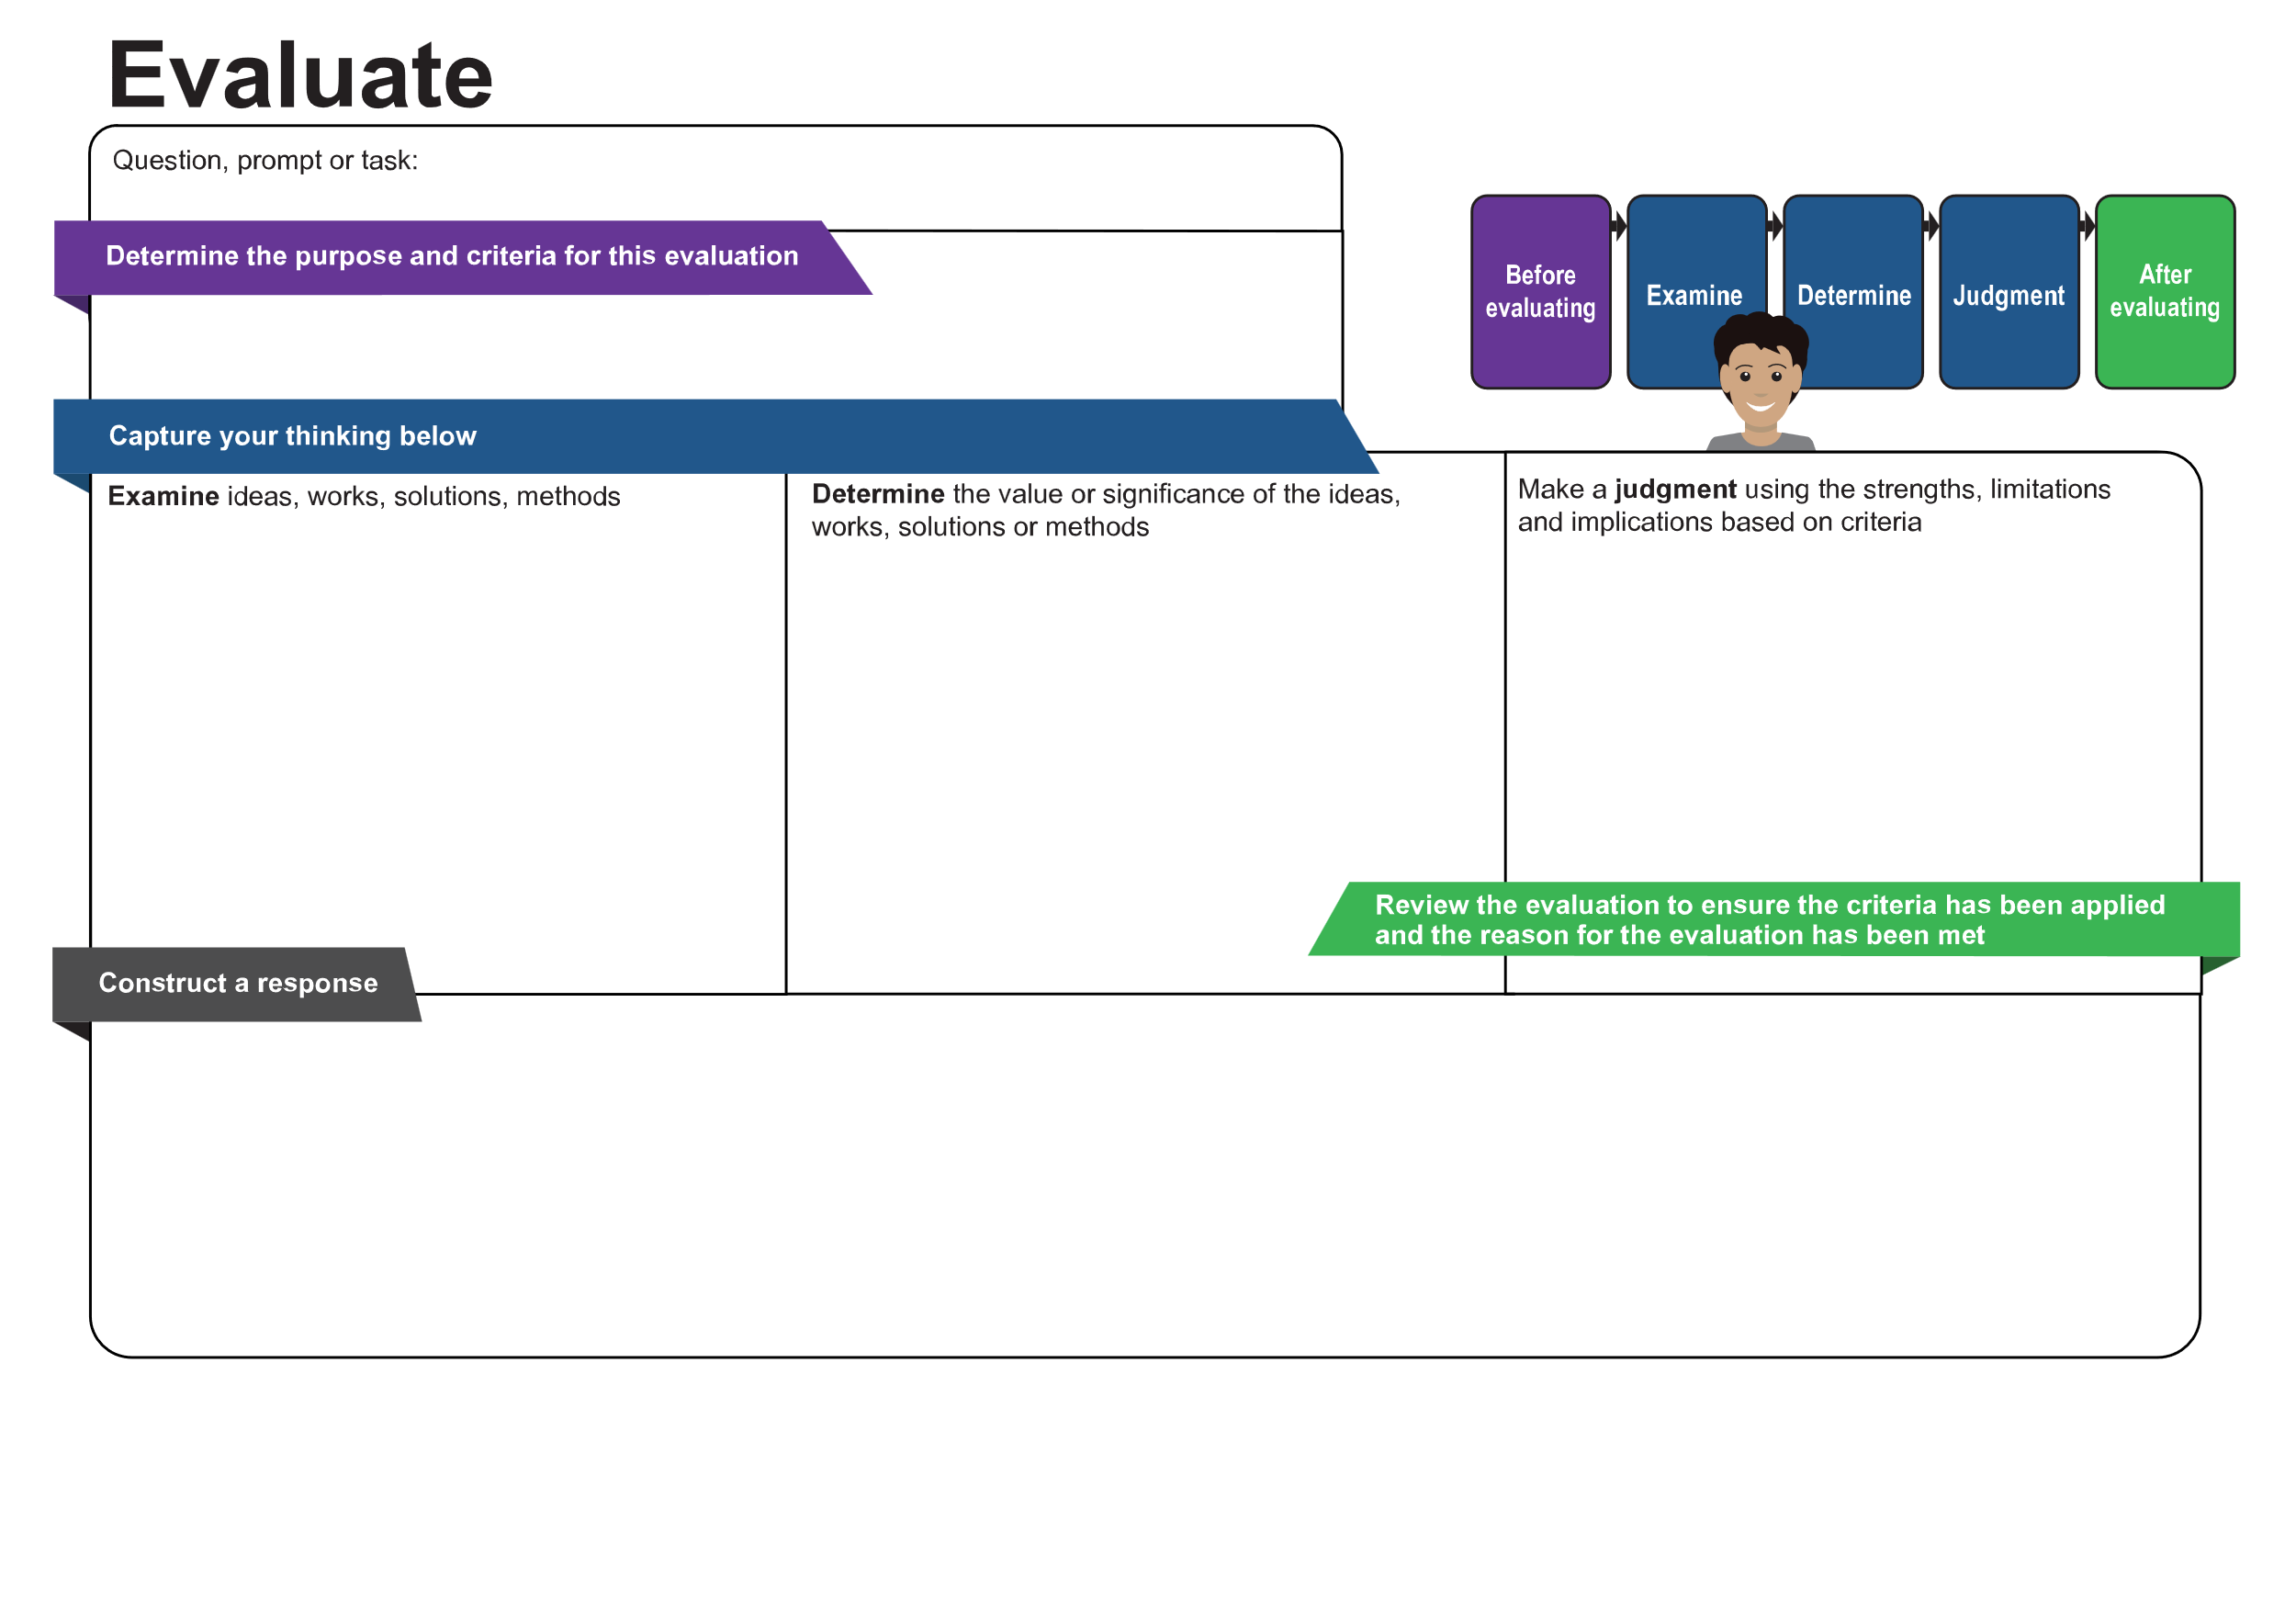 Evaluate
Question, prompt or task:
Determine the purpose and criteria for this evaluation
Before
evaluating
Examine
Determine
Judgment
After
evaluating
Capture your thinking below
Examine ideas, works, solutions, methods
Determine the value or significance of the ideas,
works, solutions or methods
Make a judgment using the strengths, limitations
and implications based on criteria
Review the evaluation to ensure the criteria has been applied
and the reason for the evaluation has been met
Construct a response